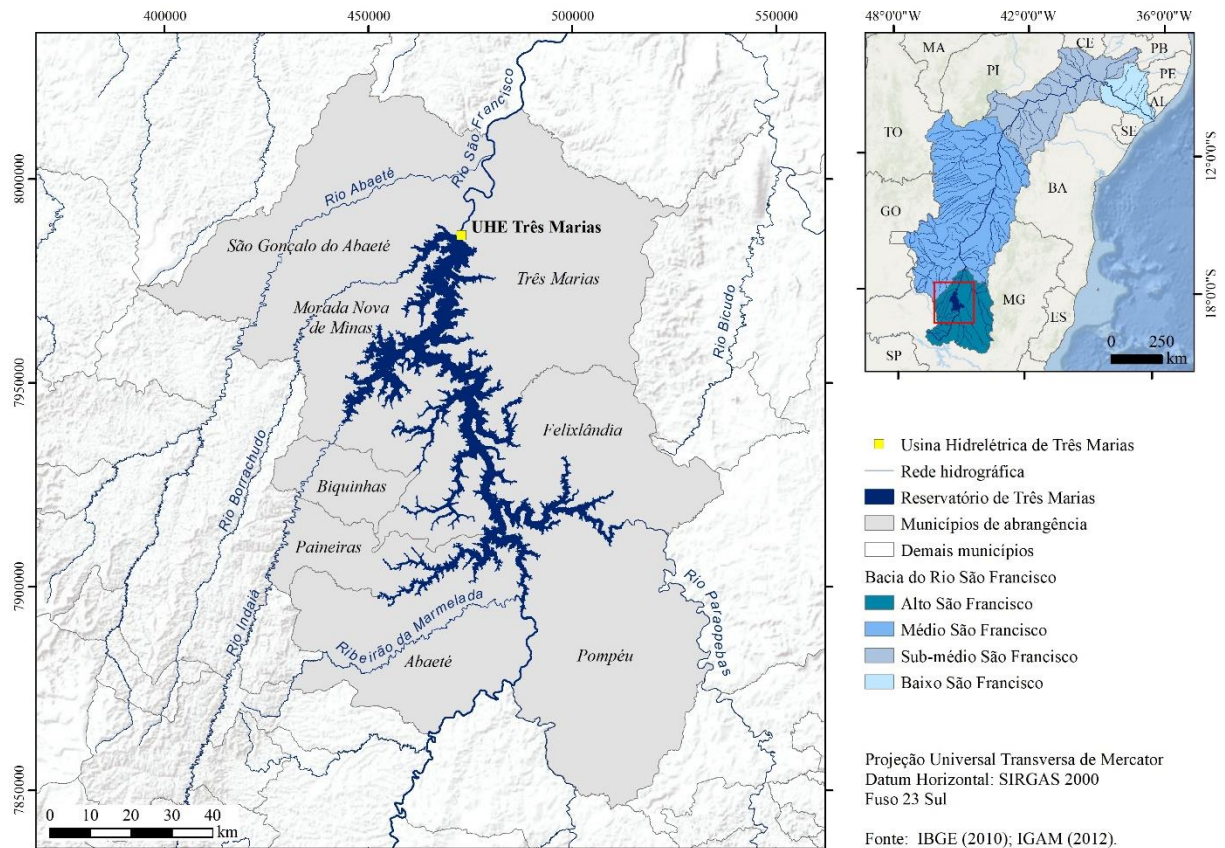 400000
450000
500000
550000
8000000
7950000
7900000
7850000
Rio São Francisco
Rio Abaeté
UHE Três Marias
São Gonçalo do Abaeté
Três Marias
Morada Nova
de Minas
Rio Bicudo
Felixlândia
Rio Borrachudo
Biquinhas
Paineiras
Rio Indaiá
Ribeirão da Marmelada
Rio Paraopebas
Abaeté
Pompéu
0 10 20 30 40
km
48°0'0"W
42°0'0"W
36°0'0"W
12°0'0"S
18°0'0"S
MA
CE
PB
PI
PE
AL
SE
TO
BA
GO
MG
ES
SP
0 250
km
Usina Hidrelétrica de Três Marias
Rede hidrográfica
Reservatório de Três Marias
Municípios de abrangência
Demais municípios
Bacia do Rio São Francisco
Alto São Francisco
Médio São Francisco
Sub-médio São Francisco
Baixo São Francisco
Projeção Universal Transversa de Mercator
Datum Horizontal: SIRGAS 2000
Fuso 23 Sul
Fonte: IBGE (2010); IGAM (2012).